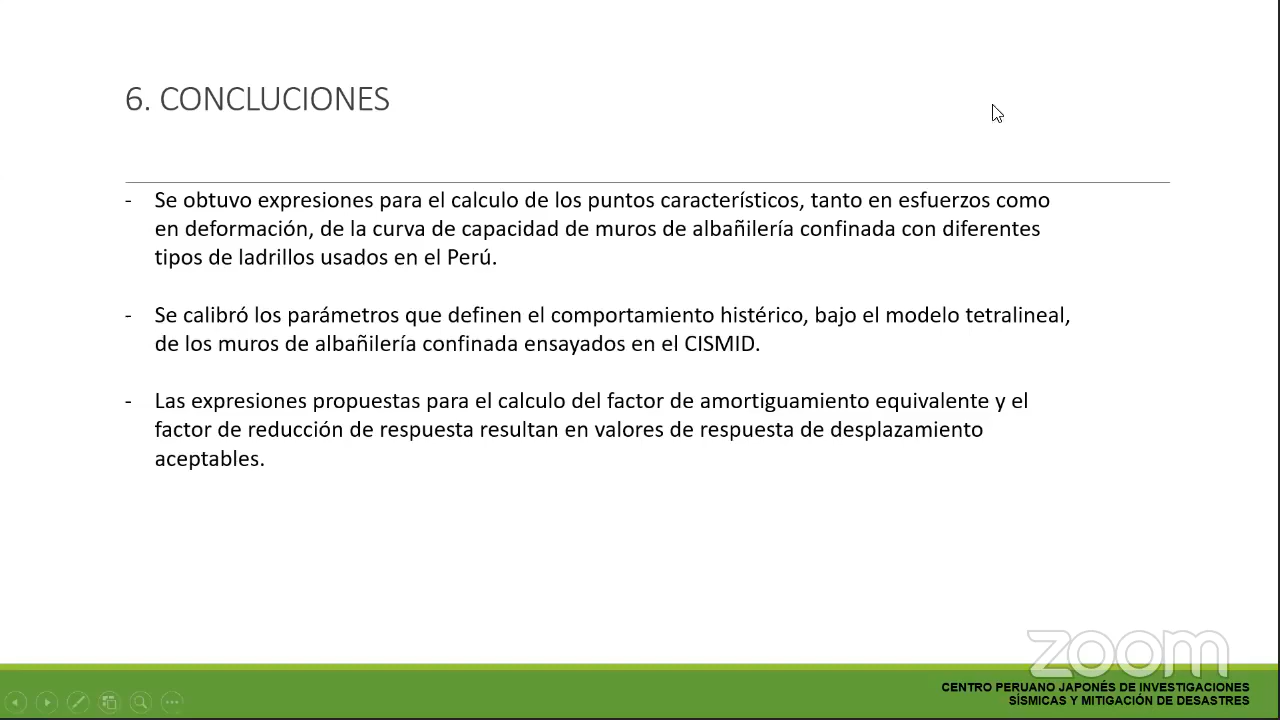 6. CONCLUCIONES
- Se obtuvo expresiones para el calculo de los puntos característicos, tanto en esfuerzos como
en deformación, de la curva de capacidad de muros de albañilería confinada con diferentes
tipos de ladrillos usados en el Perú.
- Se calibró los parámetros que definen el comportamiento histérico, bajo el modelo tetralineal,
de los muros de albañilería confinada ensayados en el CISMID.
- Las expresiones propuestas para el calculo del factor de amortiguamiento equivalente y el
factor de reducción de respuesta resultan en valores de respuesta de desplazamiento
aceptables.
zoom
CENTRO PERUANO JAPONÉS DE INVESTIGACIONES
SÍSMICAS Y MITIGACIÓN DE DESASTRES